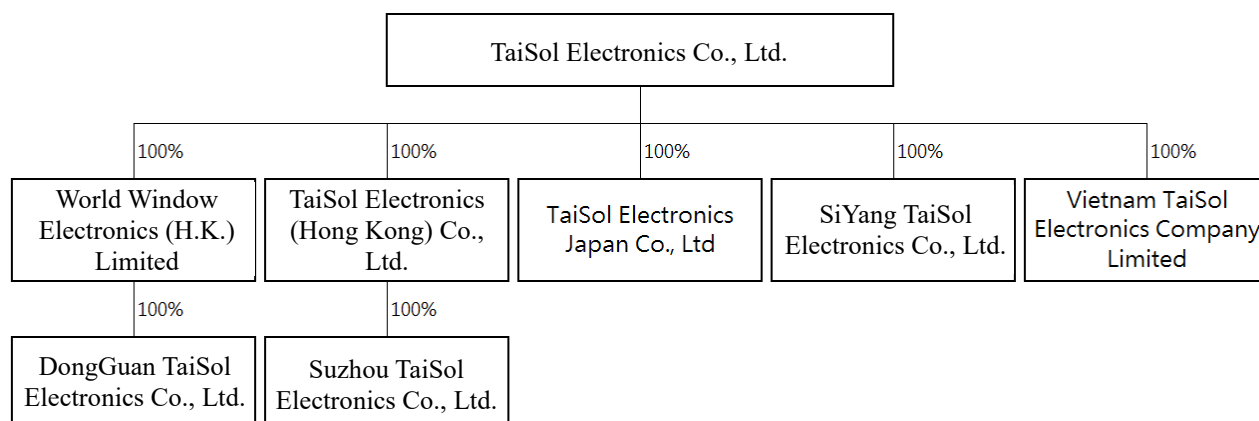 TaiSol Electronics Co., Ltd.
100%
100%
100%
100%
100%
World Window
Electronics (H.K.)
Limited
TaiSol Electronics
(Hong Kong) Co.,
Ltd.
TaiSol Electronics
Japan Co., Ltd
SiYang TaiSol
Electronics Co., Ltd.
Vietnam TaiSol
Electronics Company
Limited
100%
100%
DongGuan TaiSol
Electronics Co., Ltd.
Suzhou TaiSol
Electronics Co., Ltd.